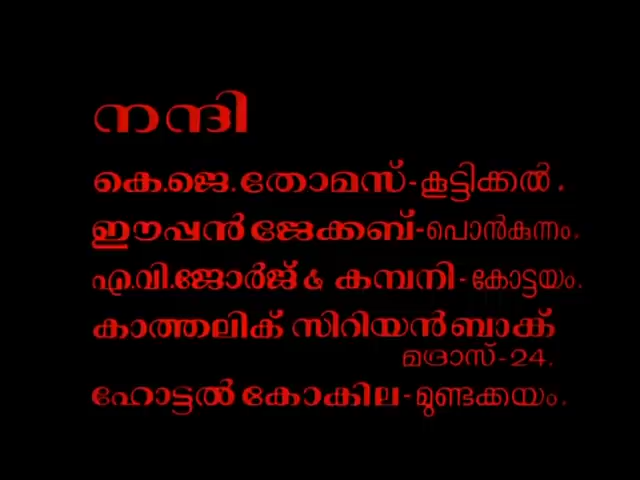 നന്ദി
കെ.ജെ.തോമസ്-കൂട്ടിക്കൽ.
ഈപ്പൻ ജേക്കബ്-പൊൻകുന്നം.
എ.വി.ജോർജ് & കമ്പനി-കോട്ടയം.
കാത്തലിക് സിറിയൻ ബാങ്ക്
മദ്രാസ്-24.
ഹോട്ടൽ കോകില-മുണ്ടക്കയം.